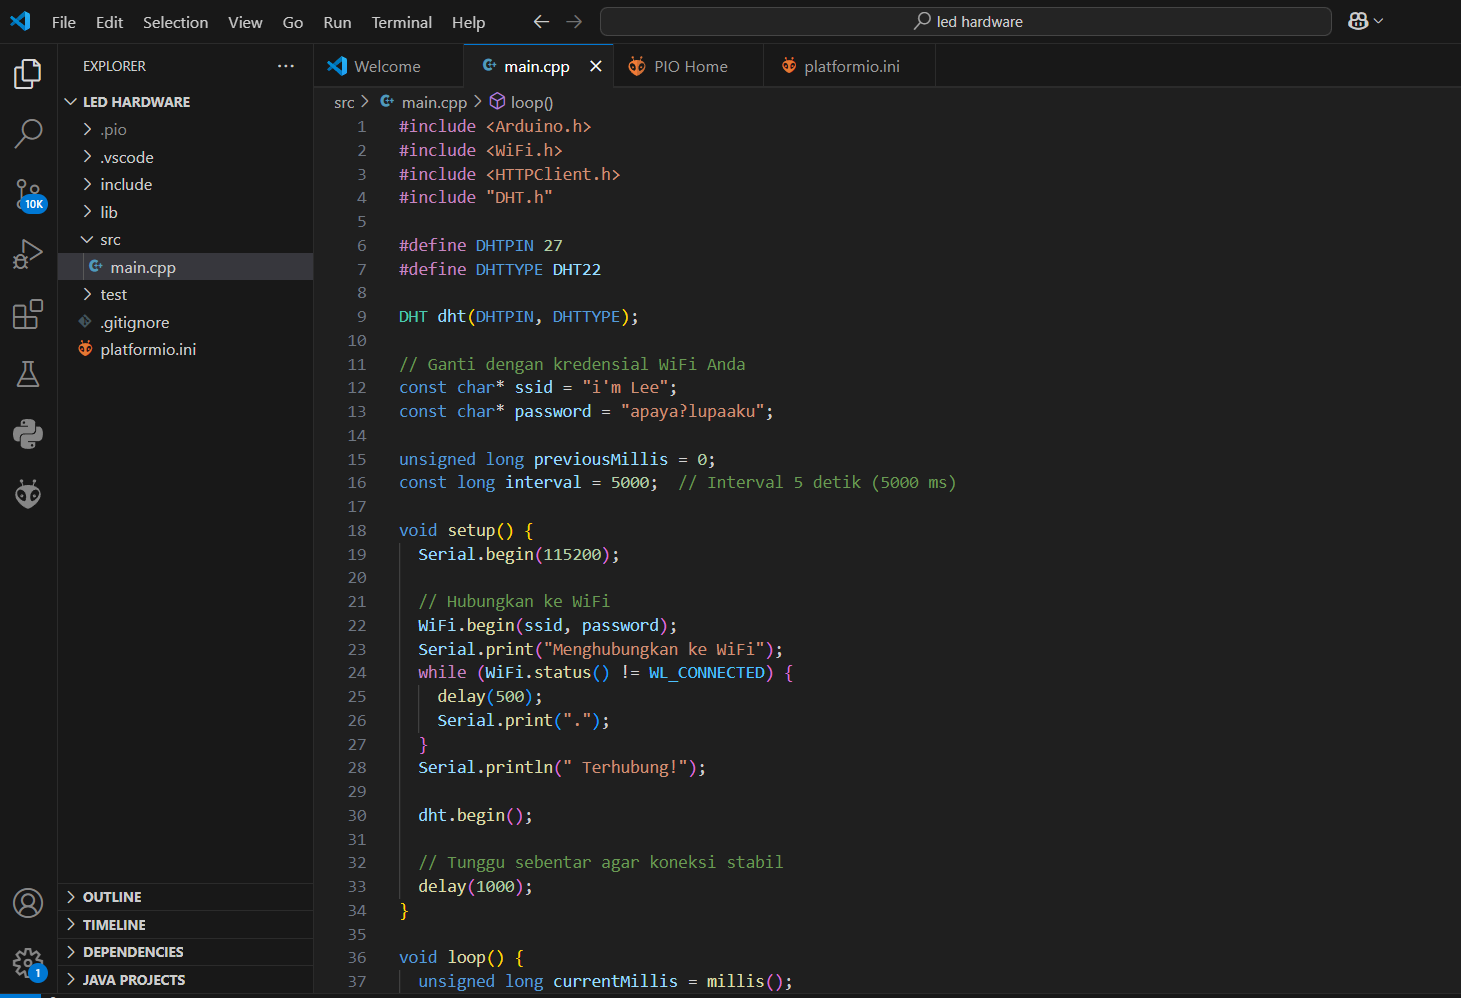 File Edit Selection View Go Run Terminal Help
led hardware
EXPLORER
LED HARDWARE
.pio
.vscode
include
lib
src
main.cpp
test
.gitignore
platformio.ini
OUTLINE
TIMELINE
DEPENDENCIES
JAVA PROJECTS
10K
1
Welcome main.cpp PIO Home platformio.ini
src > main.cpp > loop()
1 #include <Arduino.h>
2 #include <WiFi.h>
3 #include <HTTPClient.h>
4 #include "DHT.h"
5
6 #define DHTPIN 27
7 #define DHTTYPE DHT22
8
9 DHT dht(DHTPIN, DHTTYPE);
10
11 // Ganti dengan kredensial WiFi Anda
12 const char* ssid = "i'm Lee";
13 const char* password = "apaya?lupaaku";
14
15 unsigned long previousMillis = 0;
16 const long interval = 5000;  // Interval 5 detik (5000 ms)
17
18 void setup() {
19   Serial.begin(115200);
20
21   // Hubungkan ke WiFi
22   WiFi.begin(ssid, password);
23   Serial.print("Menghubungkan ke WiFi");
24   while (WiFi.status() != WL_CONNECTED) {
25     delay(500);
26     Serial.print(".");
27   }
28   Serial.println(" Terhubung!");
29
30   dht.begin();
31
32   // Tunggu sebentar agar koneksi stabil
33   delay(1000);
34 }
35
36 void loop() {
37   unsigned long currentMillis = millis();